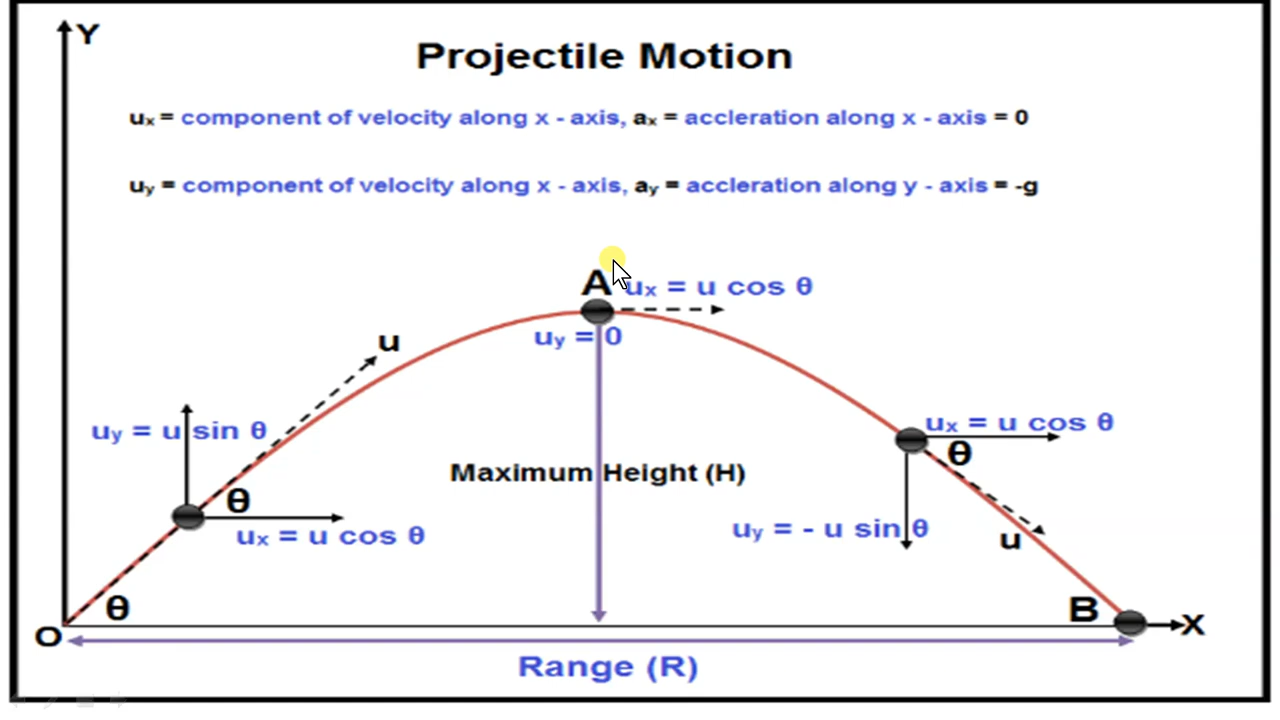 Y
Projectile Motion
uₓ = component of velocity along x - axis, aₓ = accleration along x - axis = 0
uᵧ = component of velocity along x - axis, aᵧ = accleration along y - axis = -g
A
uₓ = u cos θ
uᵧ = 0
u
uᵧ = u sin θ
uₓ = u cos θ
θ
Maximum Height (H)
θ
uₓ = u cos θ
uᵧ = - u sin θ
u
θ
B
O
X
Range (R)